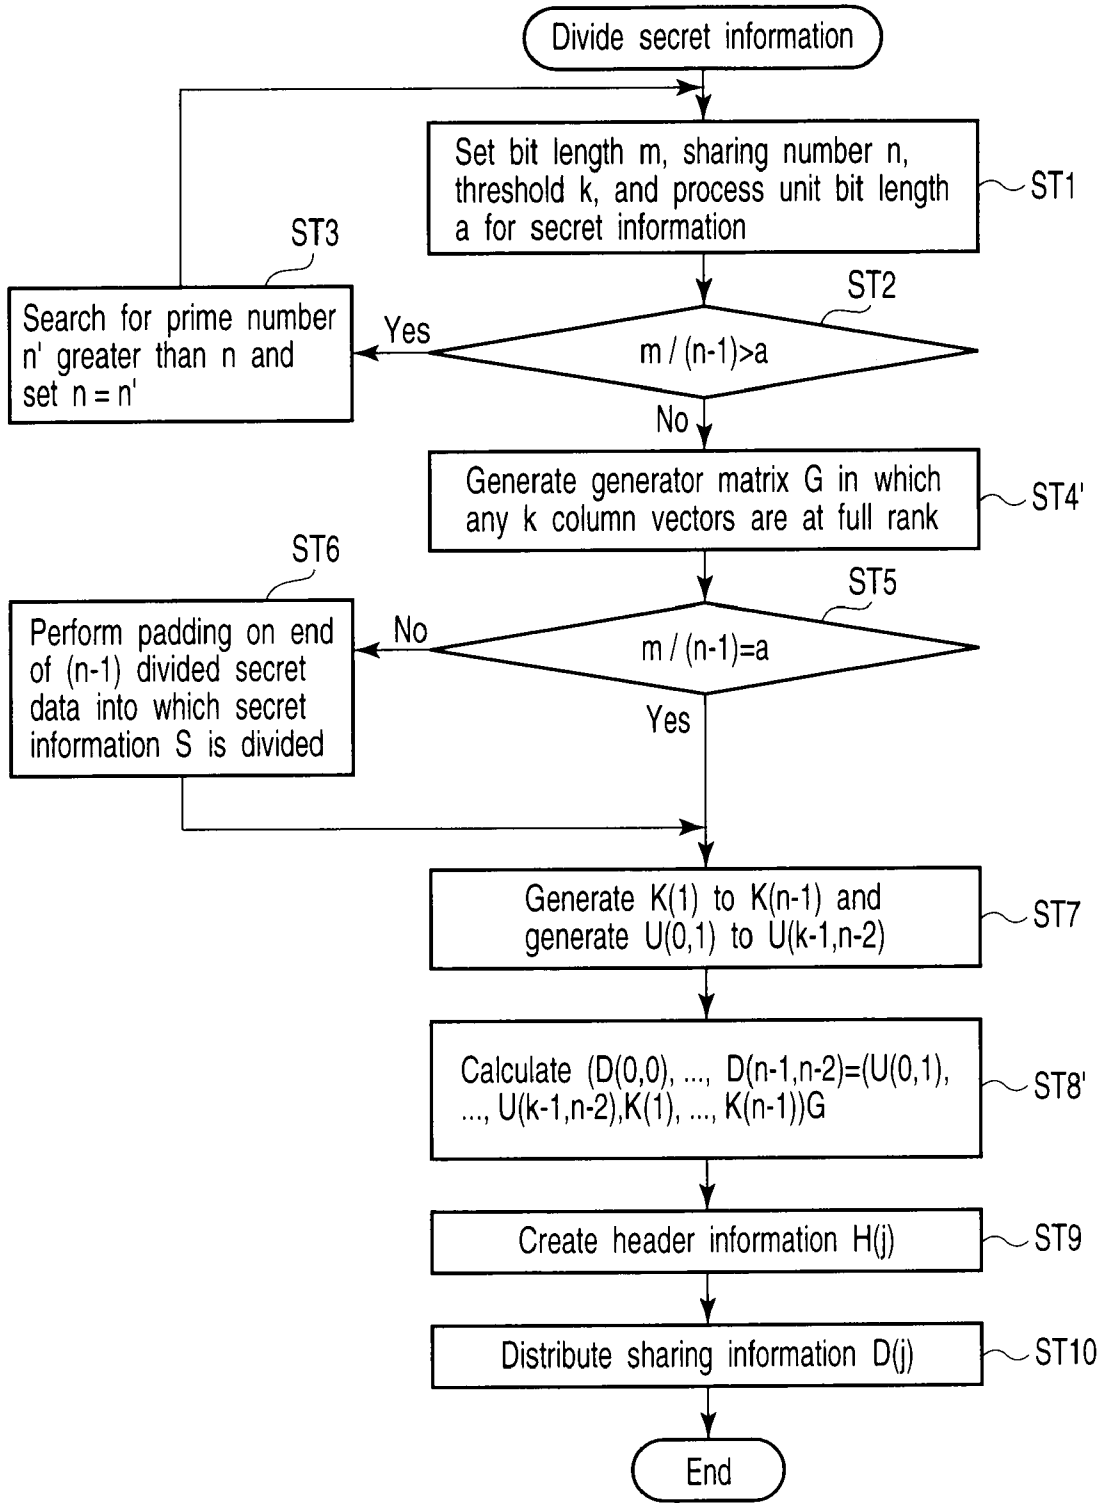 Divide secret information
Set bit length m, sharing number n,
threshold k, and process unit bit length
a for secret information
ST1
ST3
Search for prime number
n' greater than n and
set n = n'
Yes
ST2
m / (n-1)>a
No
Generate generator matrix G in which
any k column vectors are at full rank
ST4'
ST6
Perform padding on end
of (n-1) divided secret
data into which secret
information S is divided
No
ST5
m / (n-1)=a
Yes
Generate K(1) to K(n-1) and
generate U(0,1) to U(k-1,n-2)
ST7
Calculate (D(0,0), ..., D(n-1,n-2)=(U(0,1),
..., U(k-1,n-2),K(1), ..., K(n-1))G
ST8'
Create header information H(j)
ST9
Distribute sharing information D(j)
ST10
End